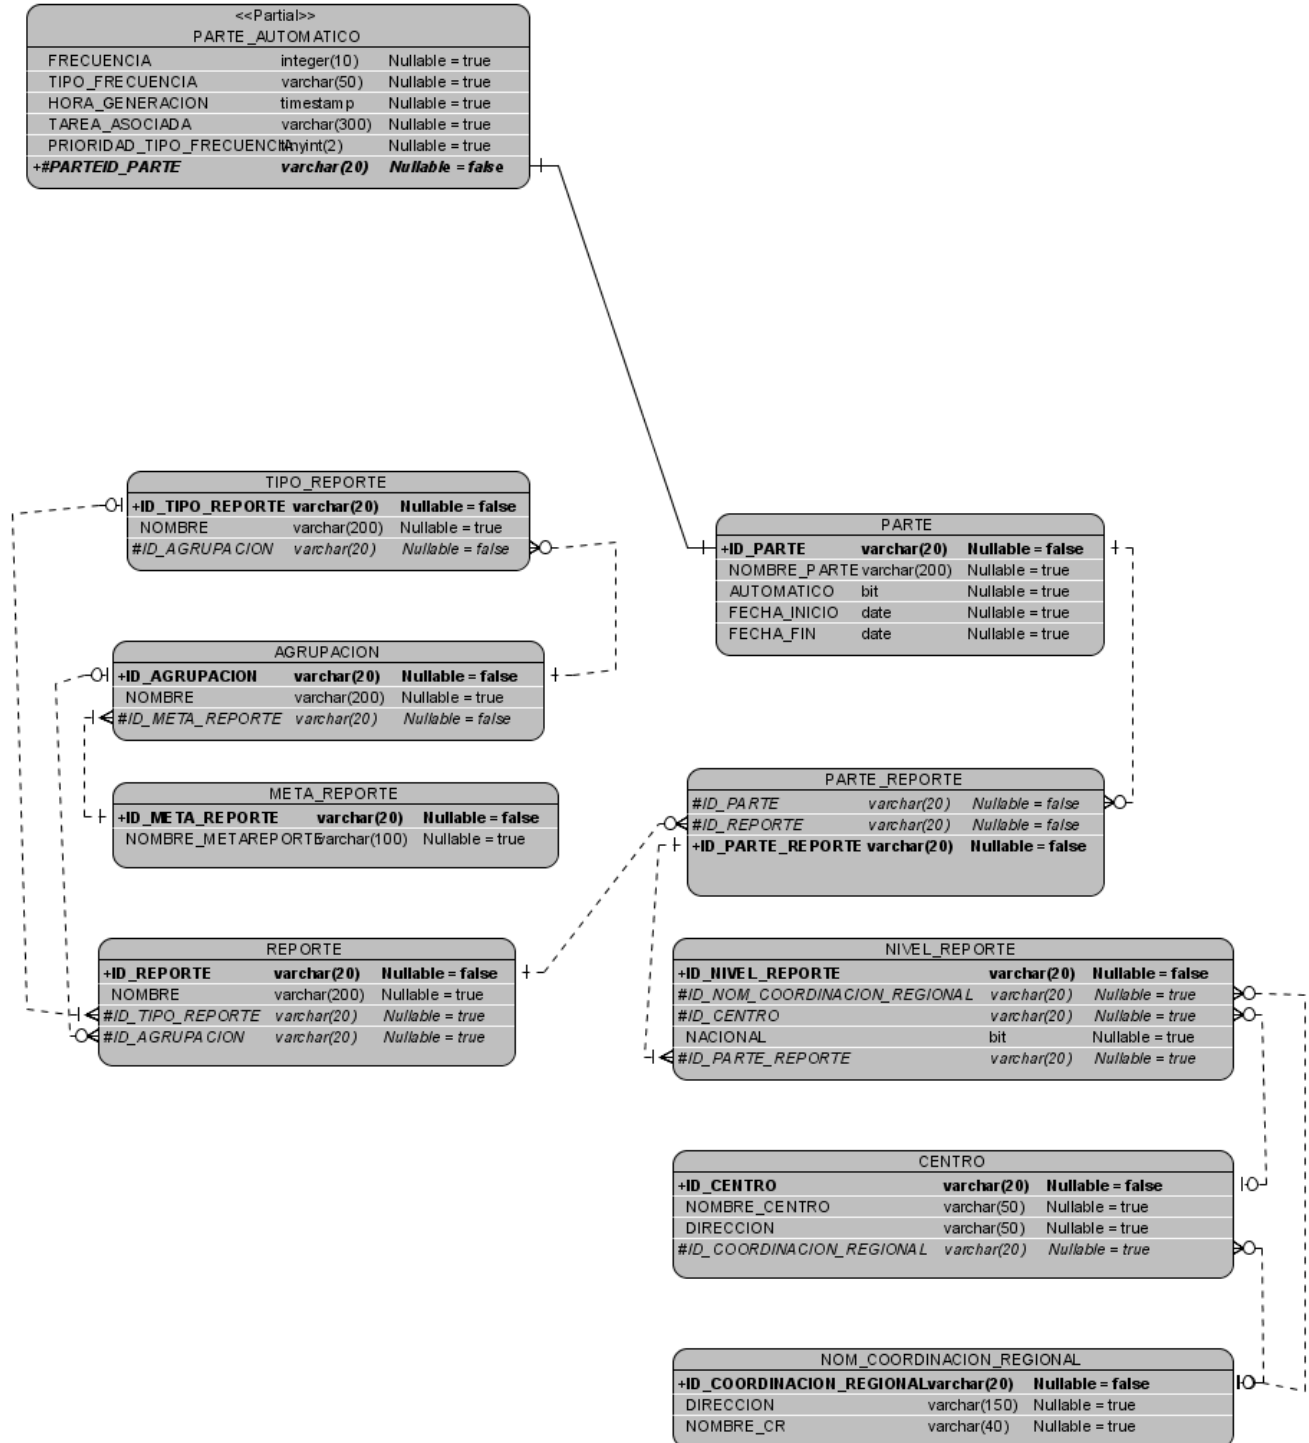 <<Partial>>
PARTE_AUTOMATICO
FRECUENCIA integer(10) Nullable = true
TIPO_FRECUENCIA varchar(50) Nullable = true
HORA_GENERACION timestamp Nullable = true
TAREA_ASOCIADA varchar(300) Nullable = true
PRIORIDAD_TIPO_FRECUENCIA tinyint(2) Nullable = true
+#PARTEID_PARTE varchar(20) Nullable = false
TIPO_REPORTE
+ID_TIPO_REPORTE varchar(20) Nullable = false
NOMBRE varchar(200) Nullable = true
#ID_AGRUPACION varchar(20) Nullable = false
PARTE
+ID_PARTE varchar(20) Nullable = false
NOMBRE_PARTE varchar(200) Nullable = true
AUTOMATICO bit Nullable = true
FECHA_INICIO date Nullable = true
FECHA_FIN date Nullable = true
AGRUPACION
+ID_AGRUPACION varchar(20) Nullable = false
NOMBRE varchar(200) Nullable = true
#ID_META_REPORTE varchar(20) Nullable = false
META_REPORTE
+ID_META_REPORTE varchar(20) Nullable = false
NOMBRE_METAREPORTE varchar(100) Nullable = true
PARTE_REPORTE
#ID_PARTE varchar(20) Nullable = false
#ID_REPORTE varchar(20) Nullable = false
+ID_PARTE_REPORTE varchar(20) Nullable = false
REPORTE
+ID_REPORTE varchar(20) Nullable = false
NOMBRE varchar(200) Nullable = true
#ID_TIPO_REPORTE varchar(20) Nullable = true
#ID_AGRUPACION varchar(20) Nullable = true
NIVEL_REPORTE
+ID_NIVEL_REPORTE varchar(20) Nullable = false
#ID_NOM_COORDINACION_REGIONAL varchar(20) Nullable = true
#ID_CENTRO varchar(20) Nullable = true
NACIONAL bit Nullable = true
#ID_PARTE_REPORTE varchar(20) Nullable = true
CENTRO
+ID_CENTRO varchar(20) Nullable = false
NOMBRE_CENTRO varchar(50) Nullable = true
DIRECCION varchar(50) Nullable = true
#ID_COORDINACION_REGIONAL varchar(20) Nullable = true
NOM_COORDINACION_REGIONAL
+ID_COORDINACION_REGIONAL varchar(20) Nullable = false
DIRECCION varchar(150) Nullable = true
NOMBRE_CR varchar(40) Nullable = true